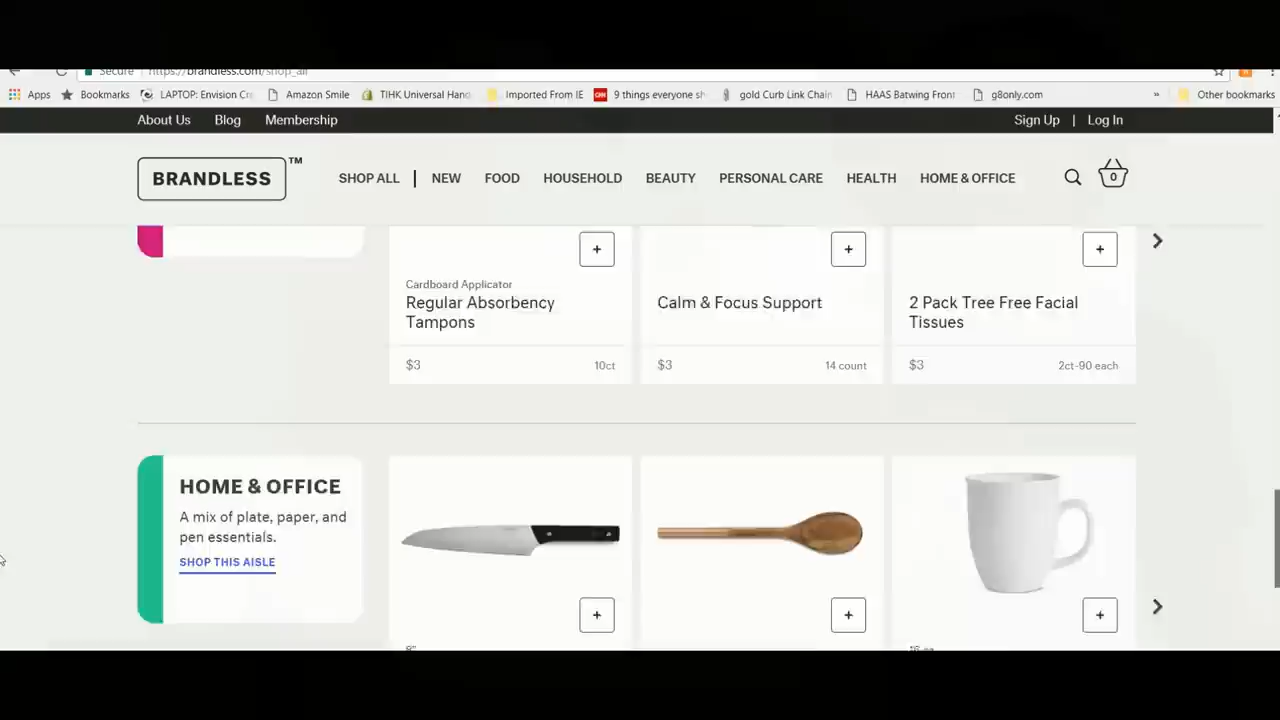 Secure https://brandless.com/shop_all
Apps Bookmarks LAPTOP: Envision Cr Amazon Smile TIHK Universal Hand Imported From IE 9 things everyone sh gold Curb Link Chain HAAS Batwing Front g8only.com » Other bookmarks
About Us Blog Membership Sign Up | Log In
BRANDLESS™ SHOP ALL | NEW FOOD HOUSEHOLD BEAUTY PERSONAL CARE HEALTH HOME & OFFICE 0
+ + +
Cardboard Applicator
Regular Absorbency
Tampons
$3 10ct
Calm & Focus Support
$3 14 count
2 Pack Tree Free Facial
Tissues
$3 2ct-90 each
HOME & OFFICE
A mix of plate, paper, and
pen essentials.
SHOP THIS AISLE
+ + +